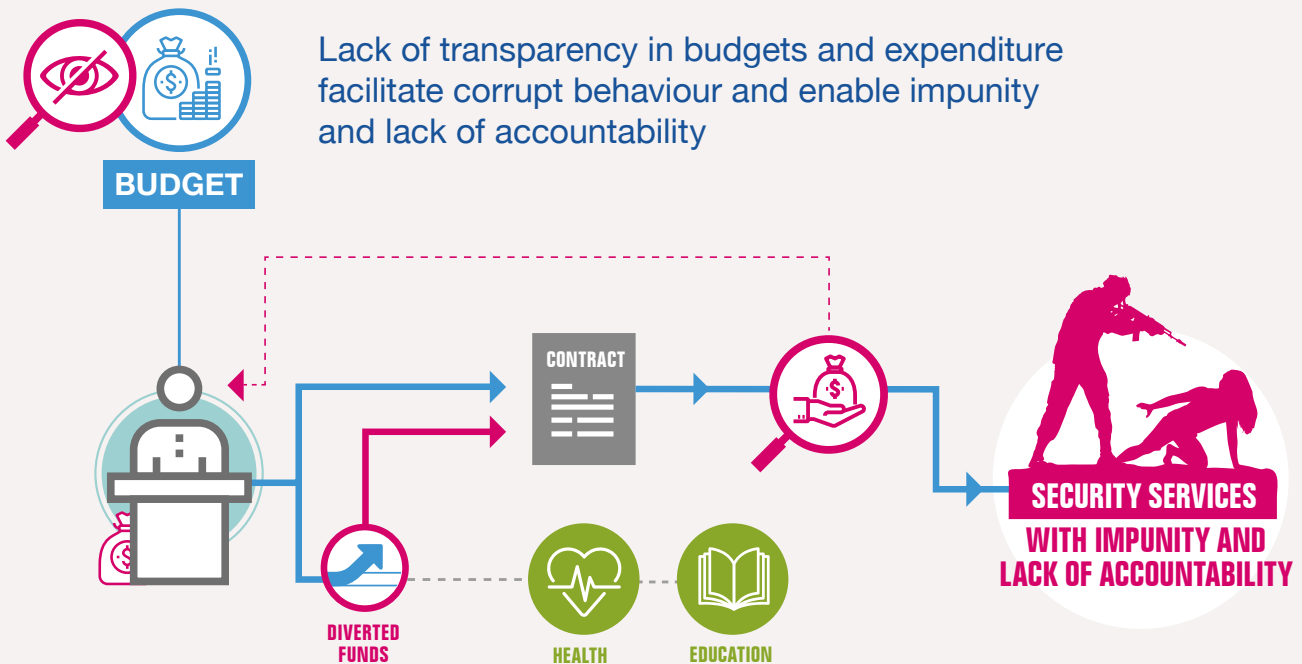 Lack of transparency in budgets and expenditure
facilitate corrupt behaviour and enable impunity
and lack of accountability
BUDGET
CONTRACT
SECURITY SERVICES
WITH IMPUNITY AND
LACK OF ACCOUNTABILITY
DIVERTED
FUNDS
HEALTH
EDUCATION